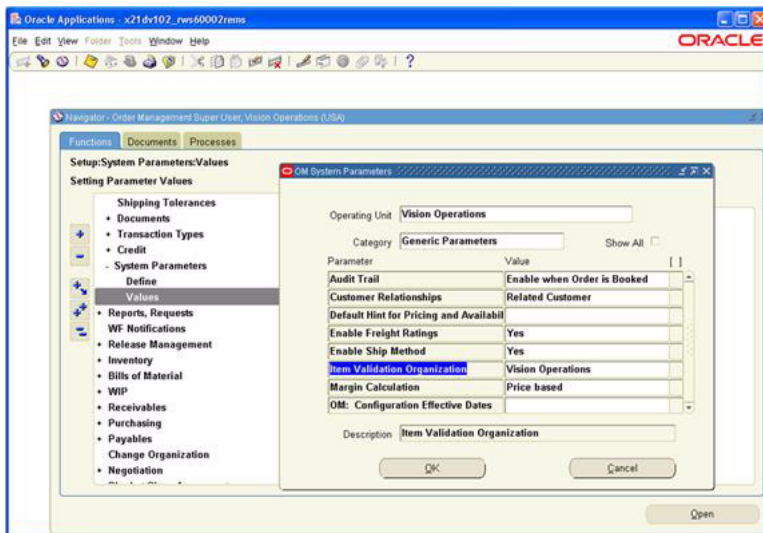 Oracle Applications - x21dv102_rws60002rems
File Edit View Folder Tools Window Help
ORACLE
Navigator - Order Management Super User, Vision Operations (USA)
Functions Documents Processes
Setup:System Parameters:Values
Setting Parameter Values
Shipping Tolerances
+ Documents
+ Transaction Types
+ Credit
- System Parameters
Define
Values
+ Reports, Requests
WF Notifications
+ Release Management
+ Inventory
+ Bills of Material
+ WIP
+ Receivables
+ Purchasing
+ Payables
Change Organization
+ Negotiation
OM System Parameters
Operating Unit Vision Operations
Category Generic Parameters Show All
Parameter Value [ ]
Audit Trail Enable when Order is Booked
Customer Relationships Related Customer
Default Hint for Pricing and Availabil
Enable Freight Ratings Yes
Enable Ship Method Yes
Item Validation Organization Vision Operations
Margin Calculation Price based
OM: Configuration Effective Dates
Description Item Validation Organization
OK Cancel
Open